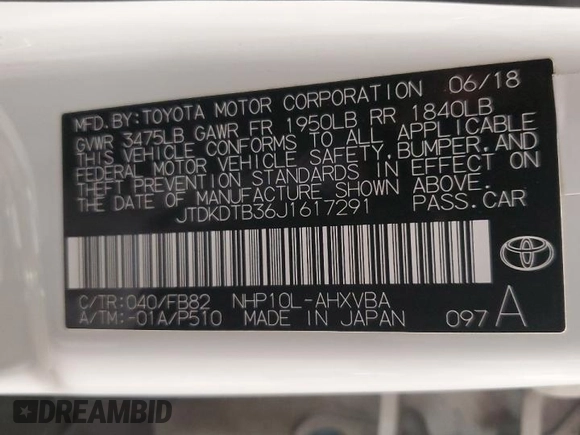 MFD.BY:TOYOTA MOTOR CORPORATION 06/18
GVWR 3475LB GAWR FR 1950LB RR 1840LB
THIS VEHICLE CONFORMS TO ALL APPLICABLE
FEDERAL MOTOR VEHICLE SAFETY,BUMPER,AND
THEFT PREVENTION STANDARDS IN EFFECT ON
THE DATE OF MANUFACTURE SHOWN ABOVE.
JTDKDTB36J1617291 PASS.CAR
TOYOTA
C/TR:040/FB82 NHP10L-AHXVBA
A/TM:-01A/P510 MADE IN JAPAN 097 A
DREAMBID